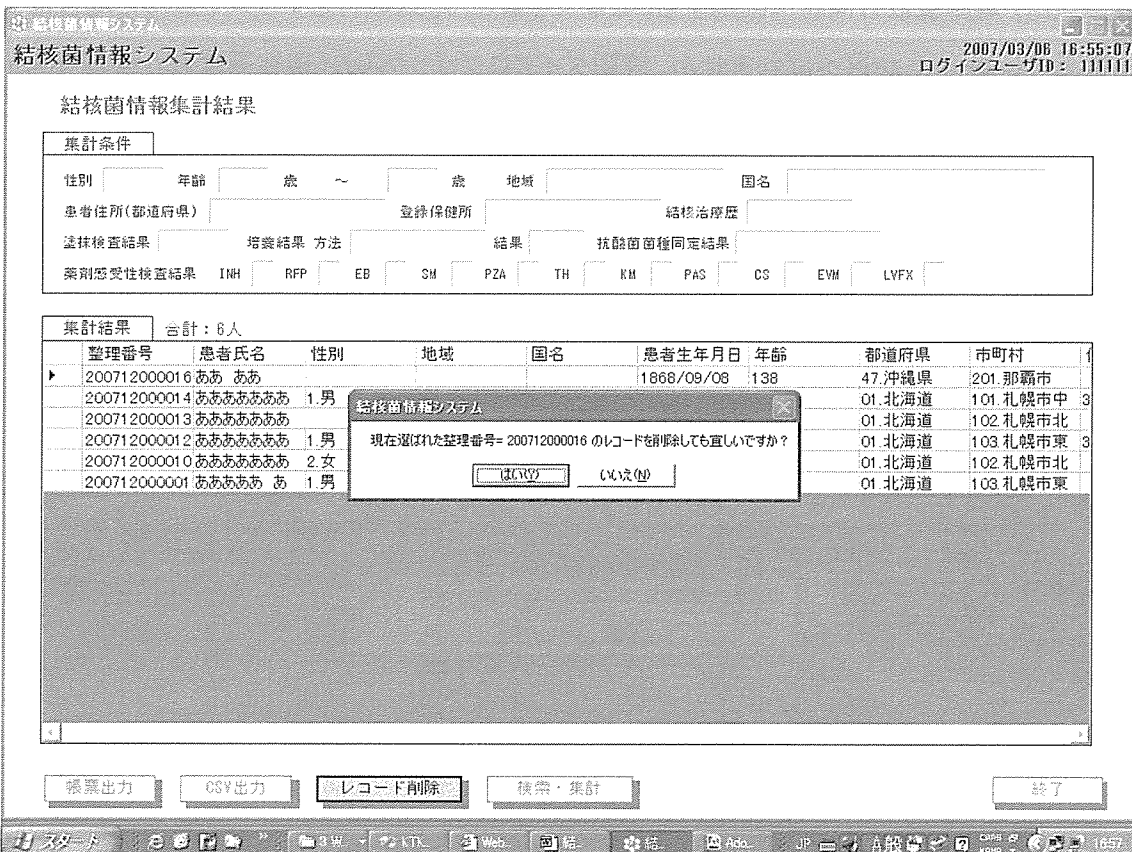 結核菌情報システム
結核菌情報システム
2007/03/06 16:55:07
ログインユーザID： 111111
結核菌情報集計結果
集計条件
性別 年齢 歳 ～ 歳 地域 国名
患者住所(都道府県) 登録保健所 結核治療歴
塗抹検査結果 培養結果 方法 結果 抗酸菌菌種同定結果
薬剤感受性検査結果 INH RFP EB SM PZA TH KM PAS CS EVM LVFX
集計結果 合計：6人
整理番号 患者氏名 性別 地域 国名 患者生年月日 年齢 都道府県 市町村
200712000016 ああ ああ 1868/09/08 138 47.沖縄県 201.那覇市
200712000014 あああああああ 1.男 01.北海道 101.札幌市中 3
200712000013 あああああああ 01.北海道 102.札幌市北
200712000012 あああああああ 1.男 01.北海道 103.札幌市東 3
200712000010 あああああああ 2.女 01.北海道 102.札幌市北
200712000001 あああああ あ 1.男 01.北海道 103.札幌市東
結核菌情報システム
現在選ばれた整理番号= 200712000016 のレコードを削除しても宜しいですか？
はい(Y) いいえ(N)
帳票出力 CSV出力 レコード削除 検索・集計 終了
スタート 3 W... KTK... Web... 結... 結... Ado... JP A 般 CAPS KANA 16:57